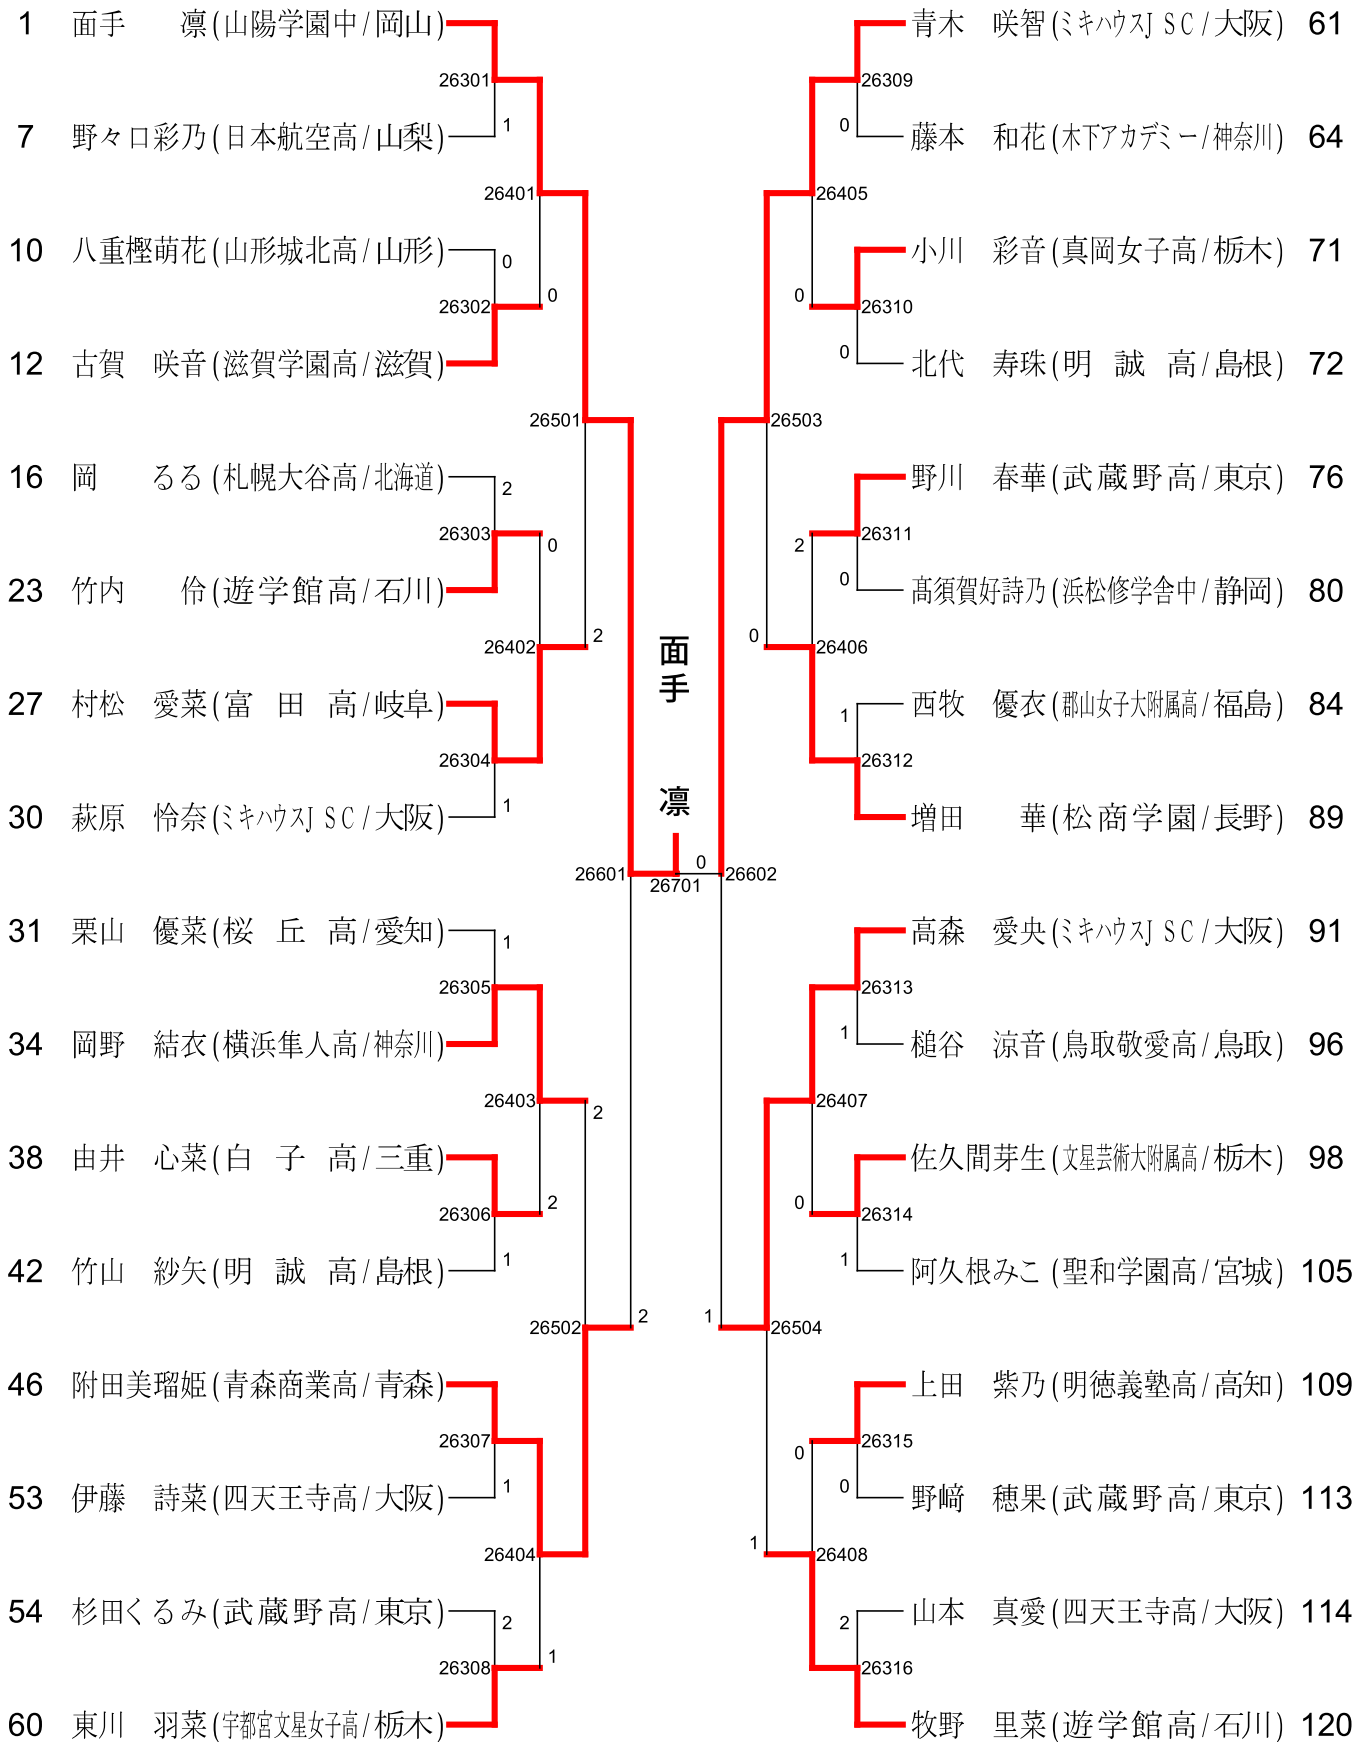 1 面手 凛(山陽学園中/岡山)
26301
7 野々口彩乃(日本航空高/山梨) 1
26401
10 八重樫萌花(山形城北高/山形) 0
26302 0
12 古賀 咲音(滋賀学園高/滋賀)
26501
16 岡 るる(札幌大谷高/北海道) 2
26303 0
23 竹内 伶(遊学館高/石川)
26402 2
27 村松 愛菜(富田高/岐阜)
26304
30 萩原 怜奈(ミキハウスJSC/大阪) 1
26601
31 栗山 優菜(桜丘高/愛知) 1
26305
34 岡野 結衣(横浜隼人高/神奈川)
26403 2
38 由井 心菜(白子高/三重)
26306 2
42 竹山 紗矢(明誠高/島根) 1
26502 2
46 附田美瑠姫(青森商業高/青森)
26307
53 伊藤 詩菜(四天王寺高/大阪) 1
26404
54 杉田くるみ(武蔵野高/東京) 2
26308 1
60 東川 羽菜(宇都宮文星女子高/栃木)
面手 凛
26701 0
青木 咲智(ミキハウスJSC/大阪) 61
26309
0 藤本 和花(木下アカデミー/神奈川) 64
26405
小川 彩音(真岡女子高/栃木) 71
0 26310
0 北代 寿珠(明誠高/島根) 72
26503
野川 春華(武蔵野高/東京) 76
2 26311
0 髙須賀好詩乃(浜松修学舎中/静岡) 80
0 26406
1 西牧 優衣(郡山女子大附属高/福島) 84
26312
増田 華(松商学園/長野) 89
26602
高森 愛央(ミキハウスJSC/大阪) 91
26313
1 槌谷 涼音(鳥取敬愛高/鳥取) 96
26407
佐久間芽生(文星芸術大附属高/栃木) 98
0 26314
1 阿久根みこ(聖和学園高/宮城) 105
1 26504
上田 紫乃(明徳義塾高/高知) 109
0 26315
0 野﨑 穂果(武蔵野高/東京) 113
1 26408
2 山本 真愛(四天王寺高/大阪) 114
26316
牧野 里菜(遊学館高/石川) 120